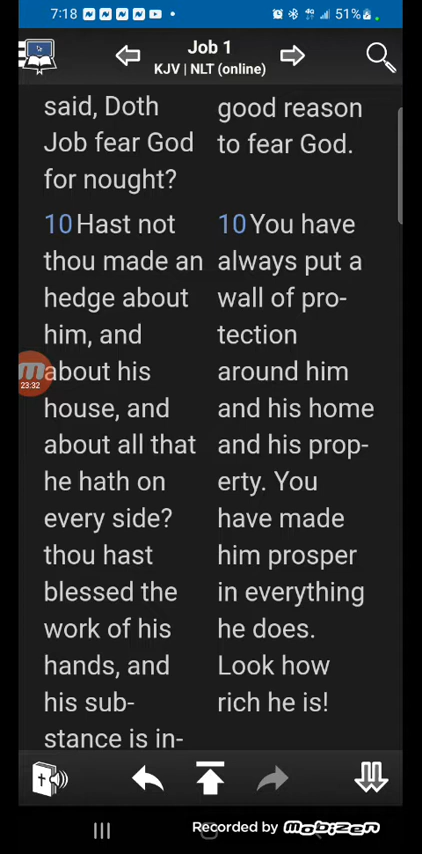 7:18
51%
Job 1
KJV | NLT (online)
said, Doth
Job fear God
for nought?
10 Hast not
thou made an
hedge about
him, and
about his
house, and
about all that
he hath on
every side?
thou hast
blessed the
work of his
hands, and
his sub-
stance is in-
good reason
to fear God.
10 You have
always put a
wall of pro-
tection
around him
and his home
and his prop-
erty. You
have made
him prosper
in everything
he does.
Look how
rich he is!
23:32
Recorded by Mobizen